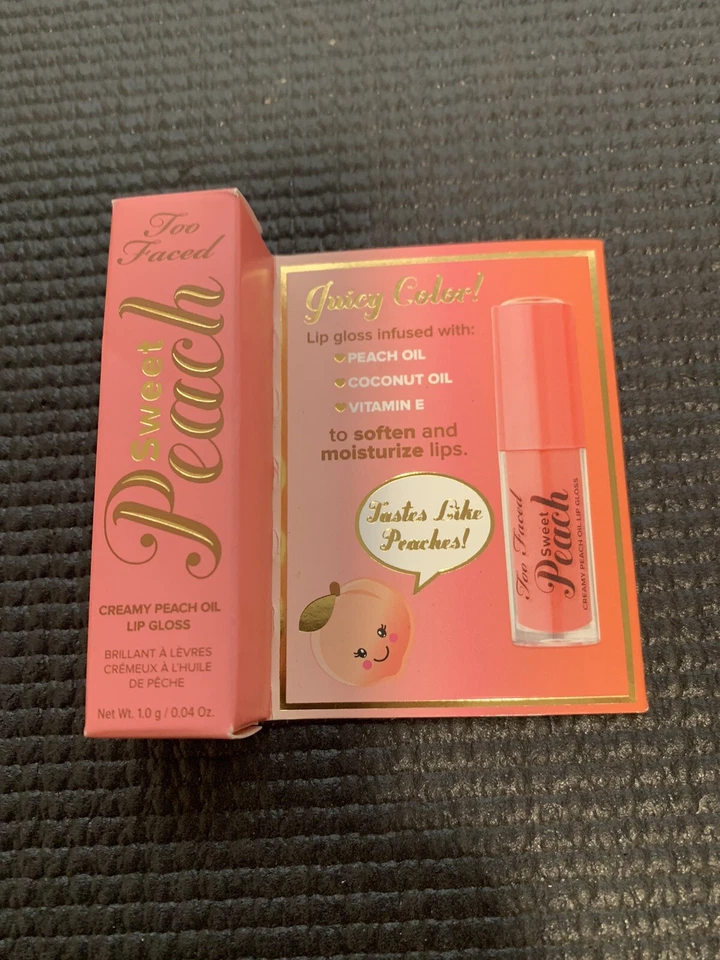 Too
Faced
Sweet
Peach
CREAMY PEACH OIL
LIP GLOSS
BRILLANT À LÈVRES
CRÉMEUX À L'HUILE
DE PÊCHE
Net Wt. 1.0 g / 0.04 Oz.
Juicy Color!
Lip gloss infused with:
PEACH OIL
COCONUT OIL
VITAMIN E
to soften and
moisturize lips.
Tastes Like
Peaches!
Too Faced
Sweet
Peach
CREAMY PEACH OIL LIP GLOSS